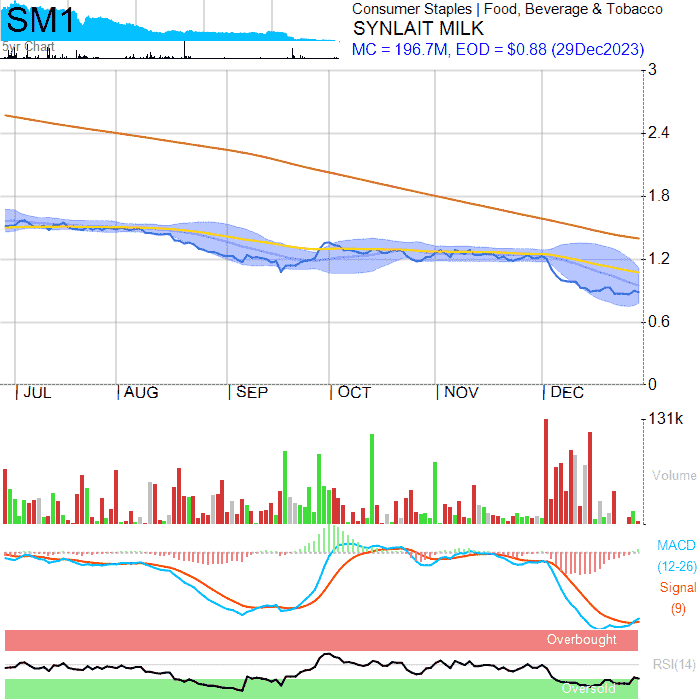 SM1
5yr Chart
Consumer Staples | Food, Beverage & Tobacco
SYNLAIT MILK
MC = 196.7M, EOD = $0.88 (29Dec2023)
3
2.4
1.8
1.2
0.6
0
JUL AUG SEP OCT NOV DEC
131k
Volume
MACD
(12-26)
Signal
(9)
Overbought
RSI(14)
Oversold